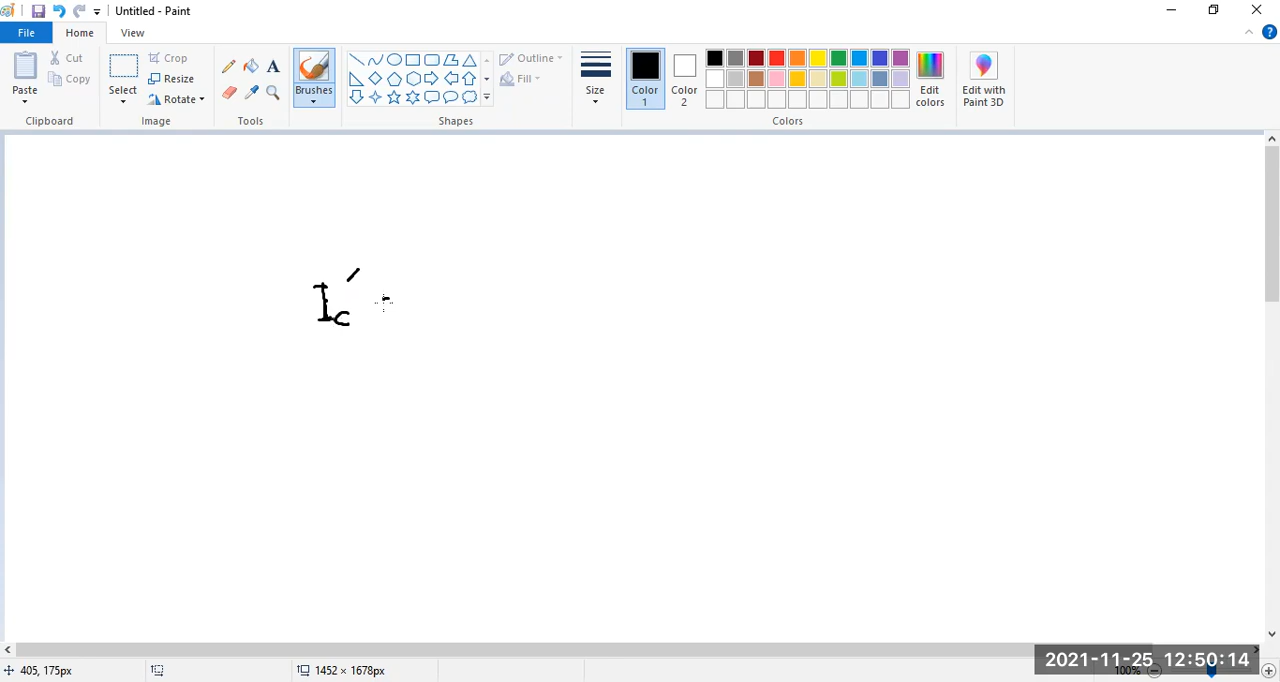 Untitled - Paint
File
Home
View
Paste
Cut
Copy
Clipboard
Select
Crop
Resize
Rotate
Image
A
Tools
Brushes
Outline
Fill
Shapes
Size
Color 1
Color 2
Edit colors
Colors
Edit with Paint 3D
Ic′
405, 175px
1452 × 1678px
100%
2021-11-25 12:50:14